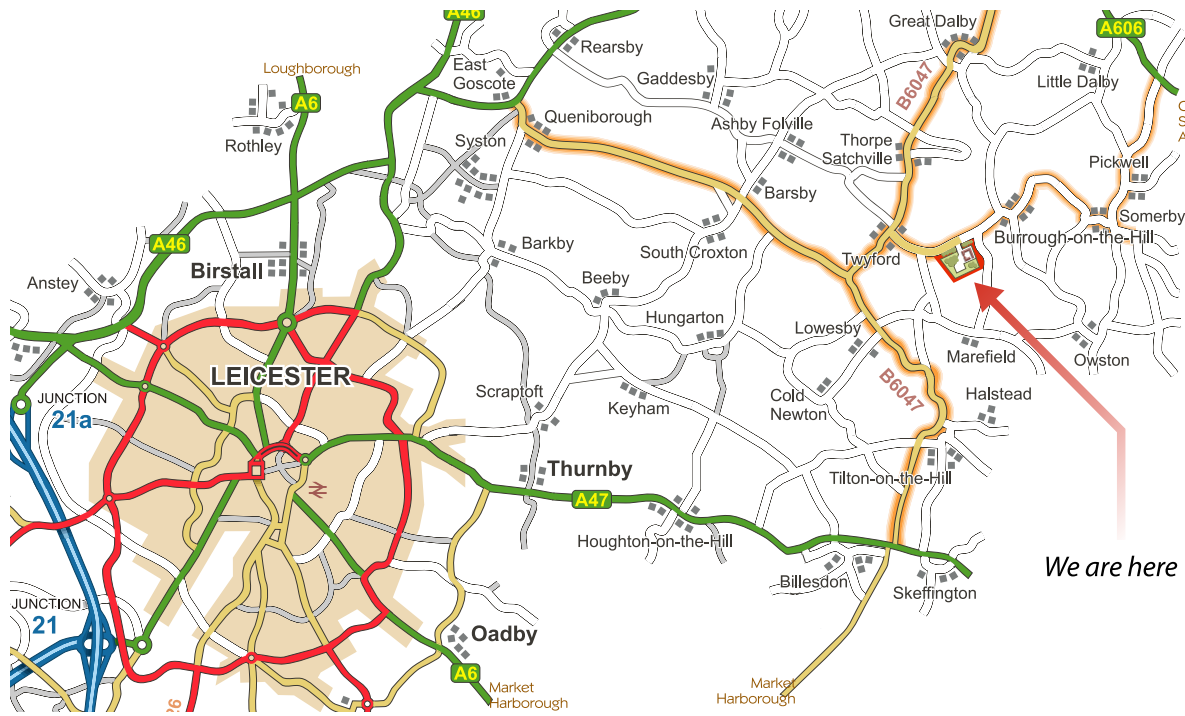 A46
Great Dalby
A606
Rearsby
East
Goscote
Loughborough
Gaddesby
Little Dalby
A6
B6047
Queniborough
Ashby Folville
Rothley
Syston
Thorpe
Satchville
Pickwell
Barsby
Somerby
A46
Barkby
South Croxton
Burrough-on-the-Hill
Birstall
Twyford
Anstey
Beeby
Hungarton
Lowesby
Marefield
Owston
LEICESTER
B6047
JUNCTION
21a
Scraptoft
Keyham
Cold
Newton
Halstead
Thurnby
Tilton-on-the-Hill
A47
Houghton-on-the-Hill
We are here
Billesdon
Skeffington
JUNCTION
21
Oadby
A6
Market
Harborough
Market
Harborough